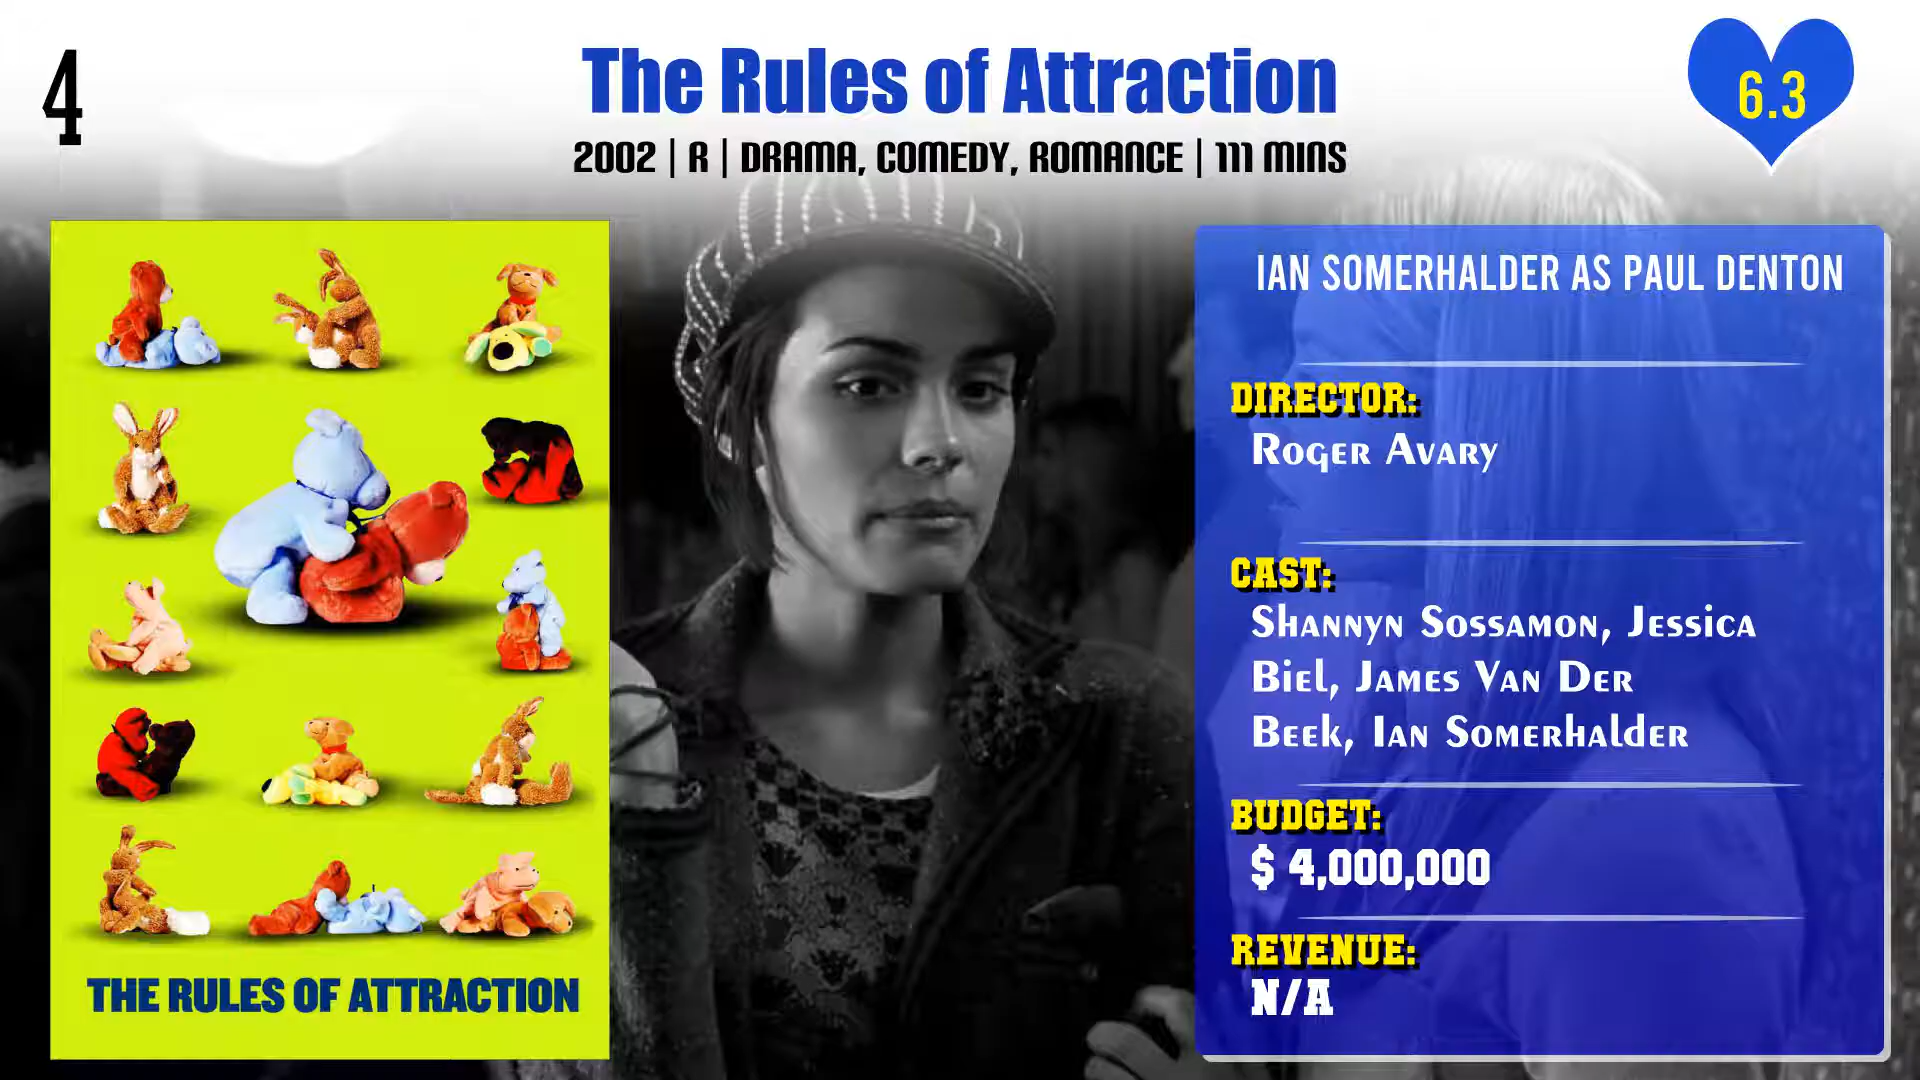 4
The Rules of Attraction
6.3
2002 | R | DRAMA, COMEDY, ROMANCE | 111 MINS
THE RULES OF ATTRACTION
IAN SOMERHALDER AS PAUL DENTON
DIRECTOR:
Roger Avary
CAST:
Shannyn Sossamon, Jessica
Biel, James Van Der
Beek, Ian Somerhalder
BUDGET:
$ 4,000,000
REVENUE:
N/A